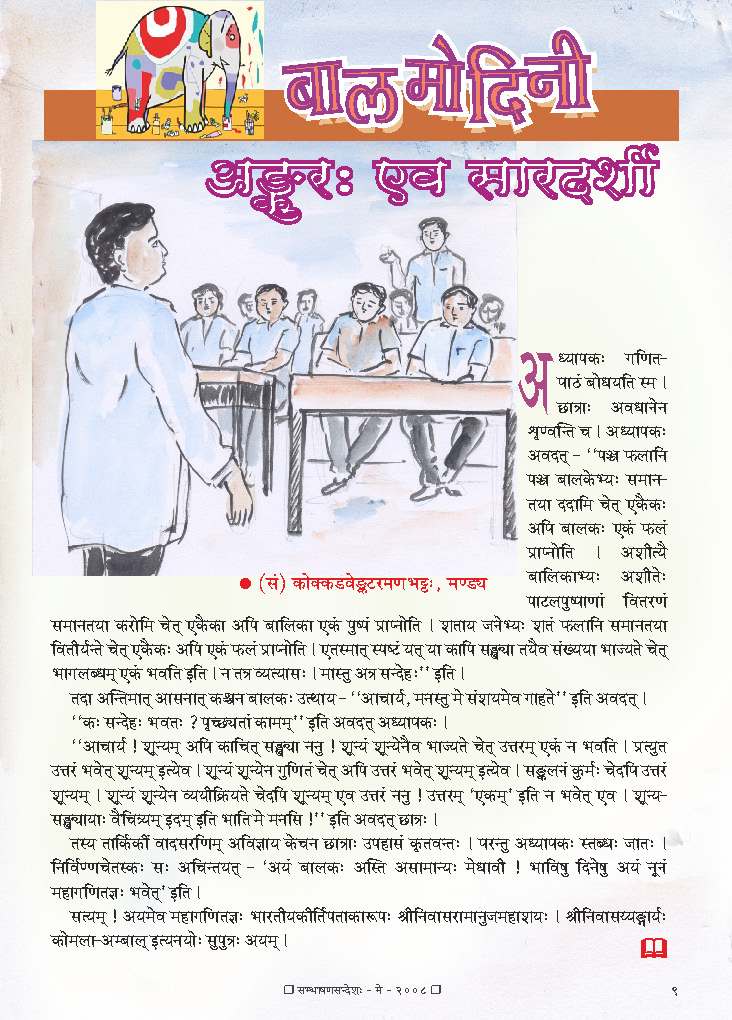 बालमोदिनी
अङ्कुरः एव सारदर्शी
अध्यापकः गणित-
पाठं बोधयति स्म ।
छात्राः अवधानेन
शृण्वन्ति च । अध्यापकः
अवदत् - ‘‘पञ्च फलानि
पञ्च बालकेभ्यः समान-
तया ददामि चेत् एकैकः
अपि बालकः एकं फलं
प्राप्नोति । अशीत्यै
बालिकाभ्यः अशीतेः
पाटलपुष्पाणां वितरणं
● (सं) कोक्कडवेङ्कटरमणभट्टः, मण्ड्य
समानतया करोमि चेत् एकैका अपि बालिका एकं पुष्पं प्राप्नोति । शताय जनेभ्यः शतं फलानि समानतया
वितीर्यन्ते चेत् एकैकः अपि एकं फलं प्राप्नोति । एतस्मात् स्पष्टं यत् या कापि सङ्ख्या तयैव संख्यया भाज्यते चेत्
भागलब्धम् एकं भवति इति । न तत्र व्यत्यासः । मास्तु अत्र सन्देहः’’ इति ।
तदा अन्तिमात् आसनात् कश्चन बालकः उत्थाय - ‘‘आचार्य, मनस्तु मे संशयमेव गाहते’’ इति अवदत् ।
‘‘कः सन्देहः भवतः ? पृच्छ्यतां कामम्’’ इति अवदत् अध्यापकः ।
‘‘आचार्य ! शून्यम् अपि काचित् सङ्ख्या ननु ! शून्यं शून्येनैव भाज्यते चेत् उत्तरम् एकं न भवति । प्रत्युत
उत्तरं भवेत् शून्यम् इत्येव । शून्यं शून्येन गुणितं चेत् अपि उत्तरं भवेत् शून्यम् इत्येव । सङ्कलनं कुर्मः चेदपि उत्तरं
शून्यम् । शून्यं शून्येन व्ययीक्रियते चेदपि शून्यम् एव उत्तरं ननु ! उत्तरम् ‘एकम्’ इति न भवेत् एव । शून्य-
सङ्ख्यायाः वैचित्र्यम् इदम् इति भाति मे मनसि !’’ इति अवदत् छात्रः ।
तस्य तार्किकीं वादसरणिम् अविज्ञाय केचन छात्राः उपहासं कृतवन्तः । परन्तु अध्यापकः स्तब्धः जातः ।
निर्विण्णचेतस्कः सः अचिन्तयत् - ‘अयं बालकः अस्ति असामान्यः मेधावी ! भाविषु दिनेषु अयं नूनं
महागणितज्ञः भवेत्’ इति ।
सत्यम् ! अयमेव महागणितज्ञः भारतीयकीर्तिपताकारूपः श्रीनिवासरामानुजमहाशयः । श्रीनिवासय्यङ्गार्यः
कोमला-अम्बाल् इत्यनयोः सुपुत्रः अयम् ।
❐ सम्भाषणसन्देशः - मे - २००८ ❐
९